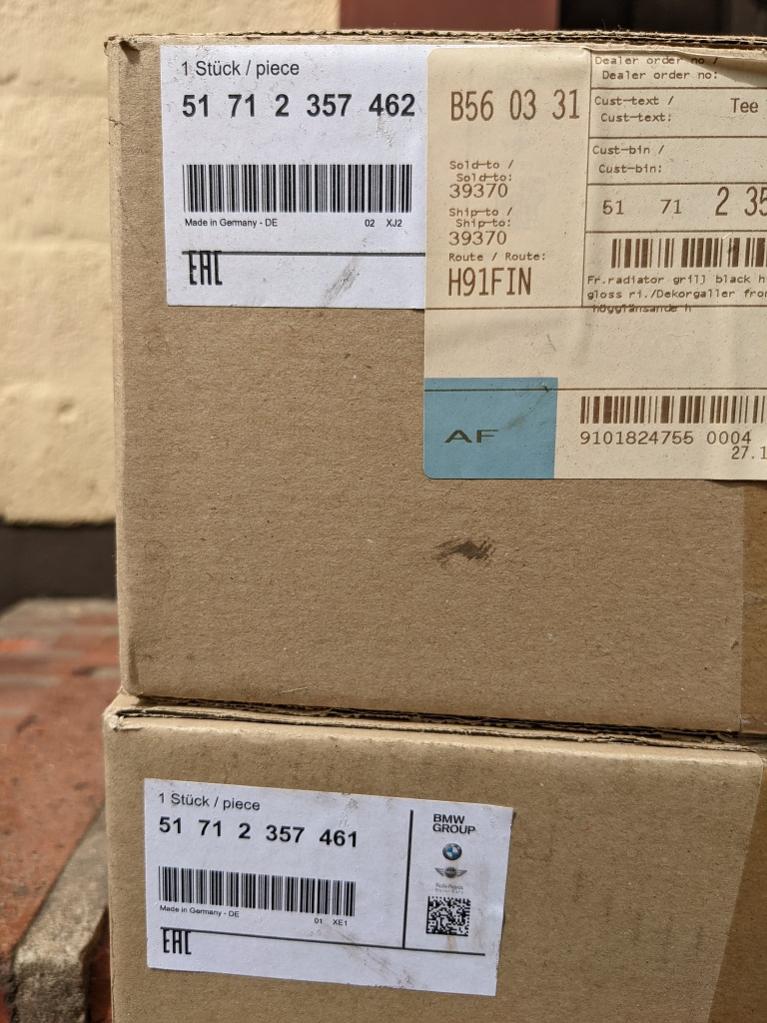 1 Stück / piece
51 71 2 357 462
Made in Germany - DE 02 XJ2
EAC
B56 03 31
Sold-to /
Sold-to:
39370
Ship-to /
Ship-to:
39370
Route / Route:
H91FIN
Dealer order no /
Dealer order no:
Cust-text /
Cust-text:
Tee
Cust-bin /
Cust-bin:
51 71 2 35
Fr.radiator grill black h
gloss ri./Dekorgaller fro
högglänsande h
AF
9101824755 0004
27.1
1 Stück / piece
51 71 2 357 461
Made in Germany - DE 01 XE1
EAC
BMW
GROUP